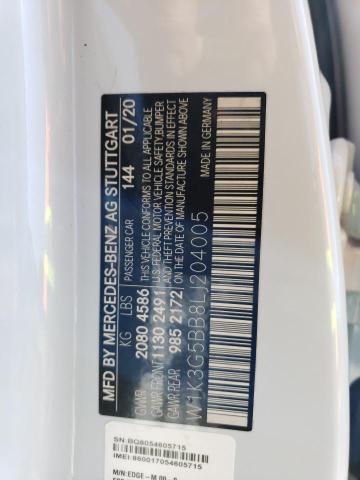 MFD BY MERCEDES-BENZ AG STUTTGART
PASSENGER CAR 144 01/20
KG LBS
GVWR 2080 4586
GAWR FRONT 1130 2491
GAWR REAR 985 2172
THIS VEHICLE CONFORMS TO ALL APPLICABLE
U.S. FEDERAL MOTOR VEHICLE SAFETY, BUMPER
AND THEFT PREVENTION STANDARDS IN EFFECT
ON THE DATE OF MANUFACTURE SHOWN ABOVE.
MADE IN GERMANY
W1K3G5BB8LJ204005
SN:BQ8054605715
IMEI:860017054605715
M/N:EDGE-M